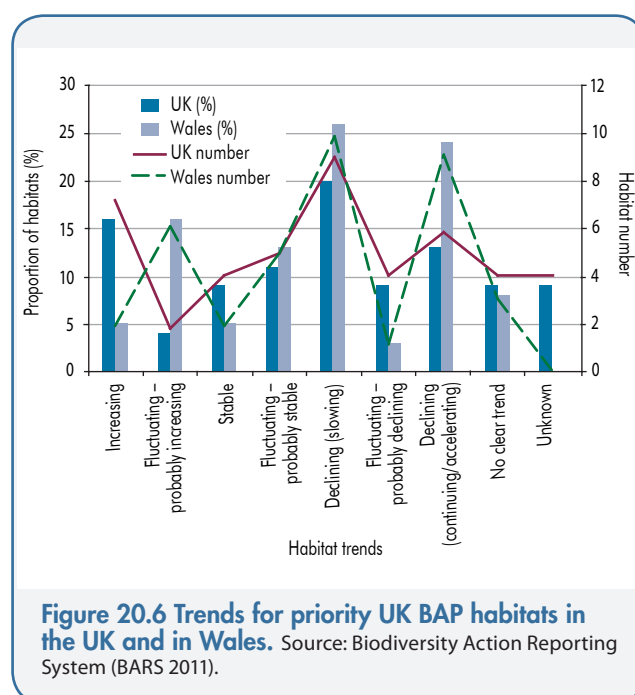 30
25
20
15
10
5
0
Proportion of habitats (%)
UK (%)
Wales (%)
UK number
Wales number
12
10
8
6
4
2
0
Habitat number
Increasing
Fluctuating –
probably increasing
Stable
Fluctuating –
probably stable
Declining (slowing)
Fluctuating –
probably declining
Declining
(continuing/accelerating)
No clear trend
Unknown
Habitat trends
Figure 20.6 Trends for priority UK BAP habitats in
the UK and in Wales. Source: Biodiversity Action Reporting
System (BARS 2011).